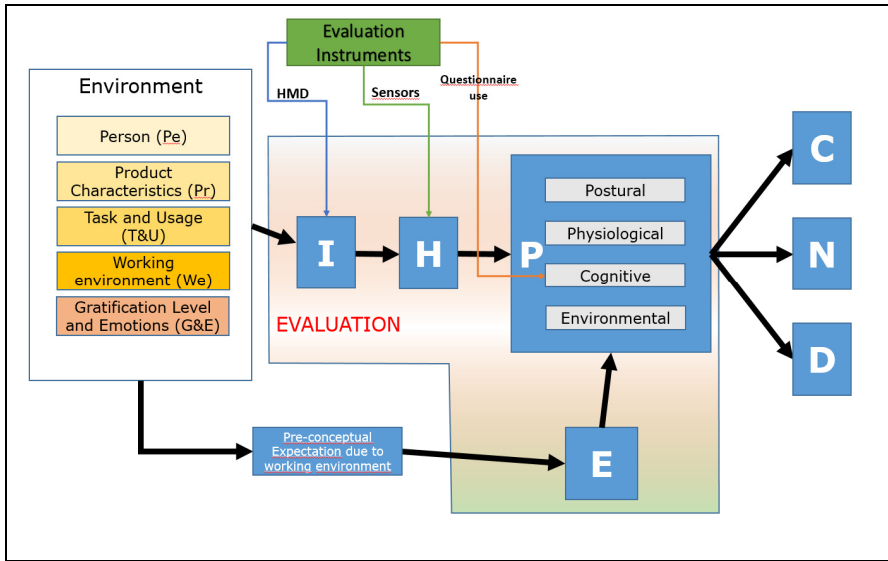 Evaluation
Instruments
HMD
Sensors
Questionnaire
use
Environment
Person (Pe)
Product
Characteristics (Pr)
Task and Usage
(T&U)
Working
environment (We)
Gratification Level
and Emotions (G&E)
I
H
P
Postural
Physiological
Cognitive
Environmental
EVALUATION
C
N
D
Pre-conceptual
Expectation due to
working environment
E